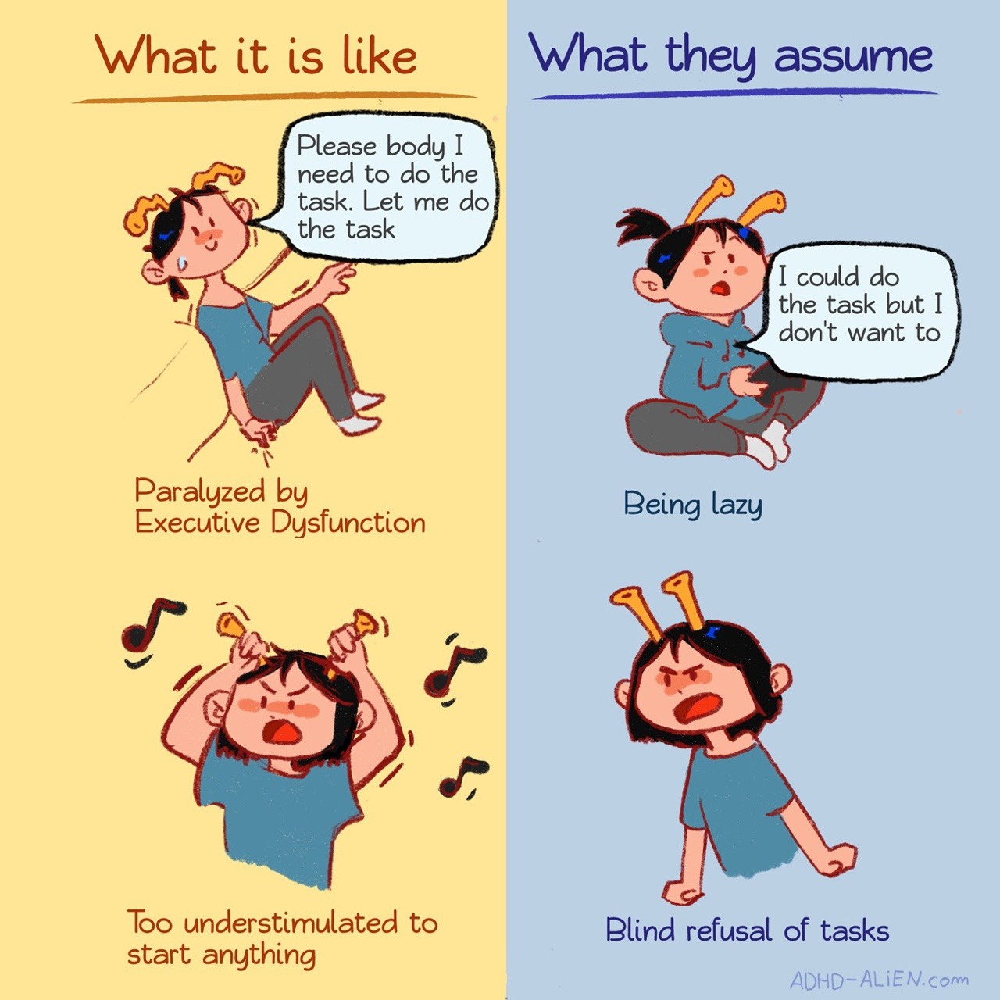 What it is like
Please body I
need to do the
task. Let me do
the task
Paralyzed by
Executive Dysfunction
Too understimulated to
start anything
What they assume
I could do
the task but I
don't want to
Being lazy
Blind refusal of tasks
ADHD-ALiEN.com